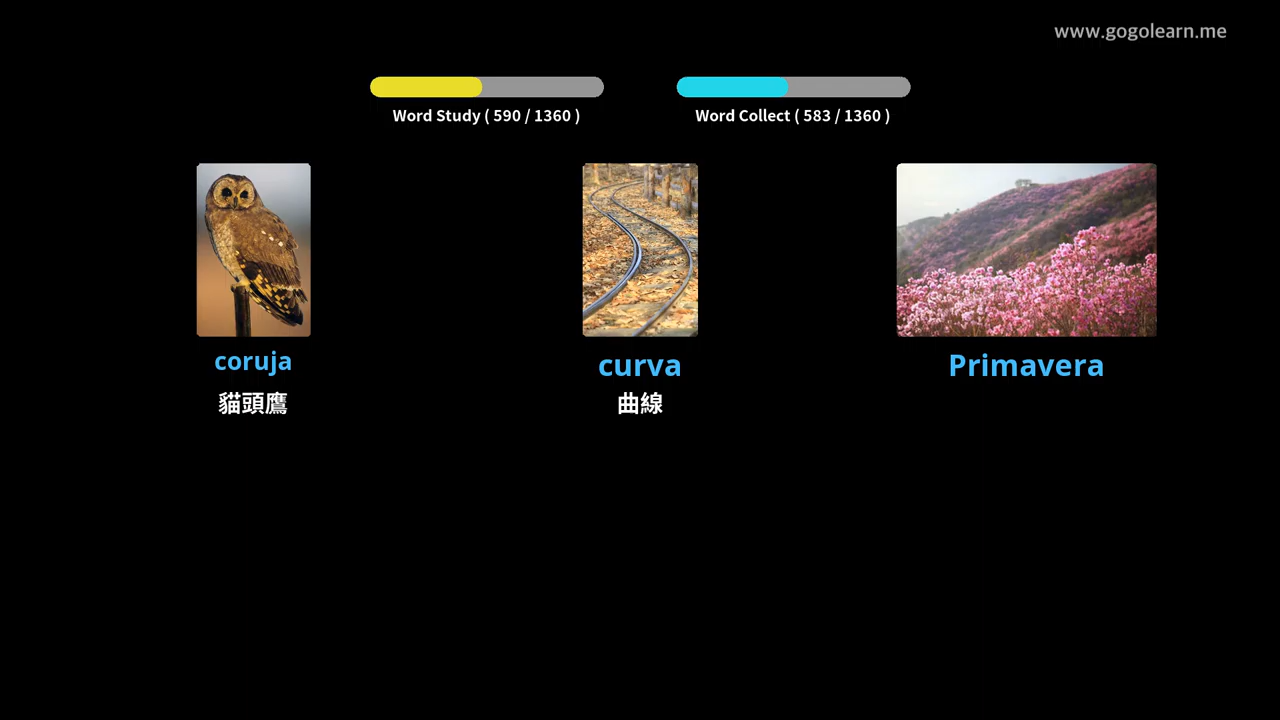 www.gogolearn.me
Word Study ( 590 / 1360 )
Word Collect ( 583 / 1360 )
coruja
curva
Primavera
貓頭鷹
曲線